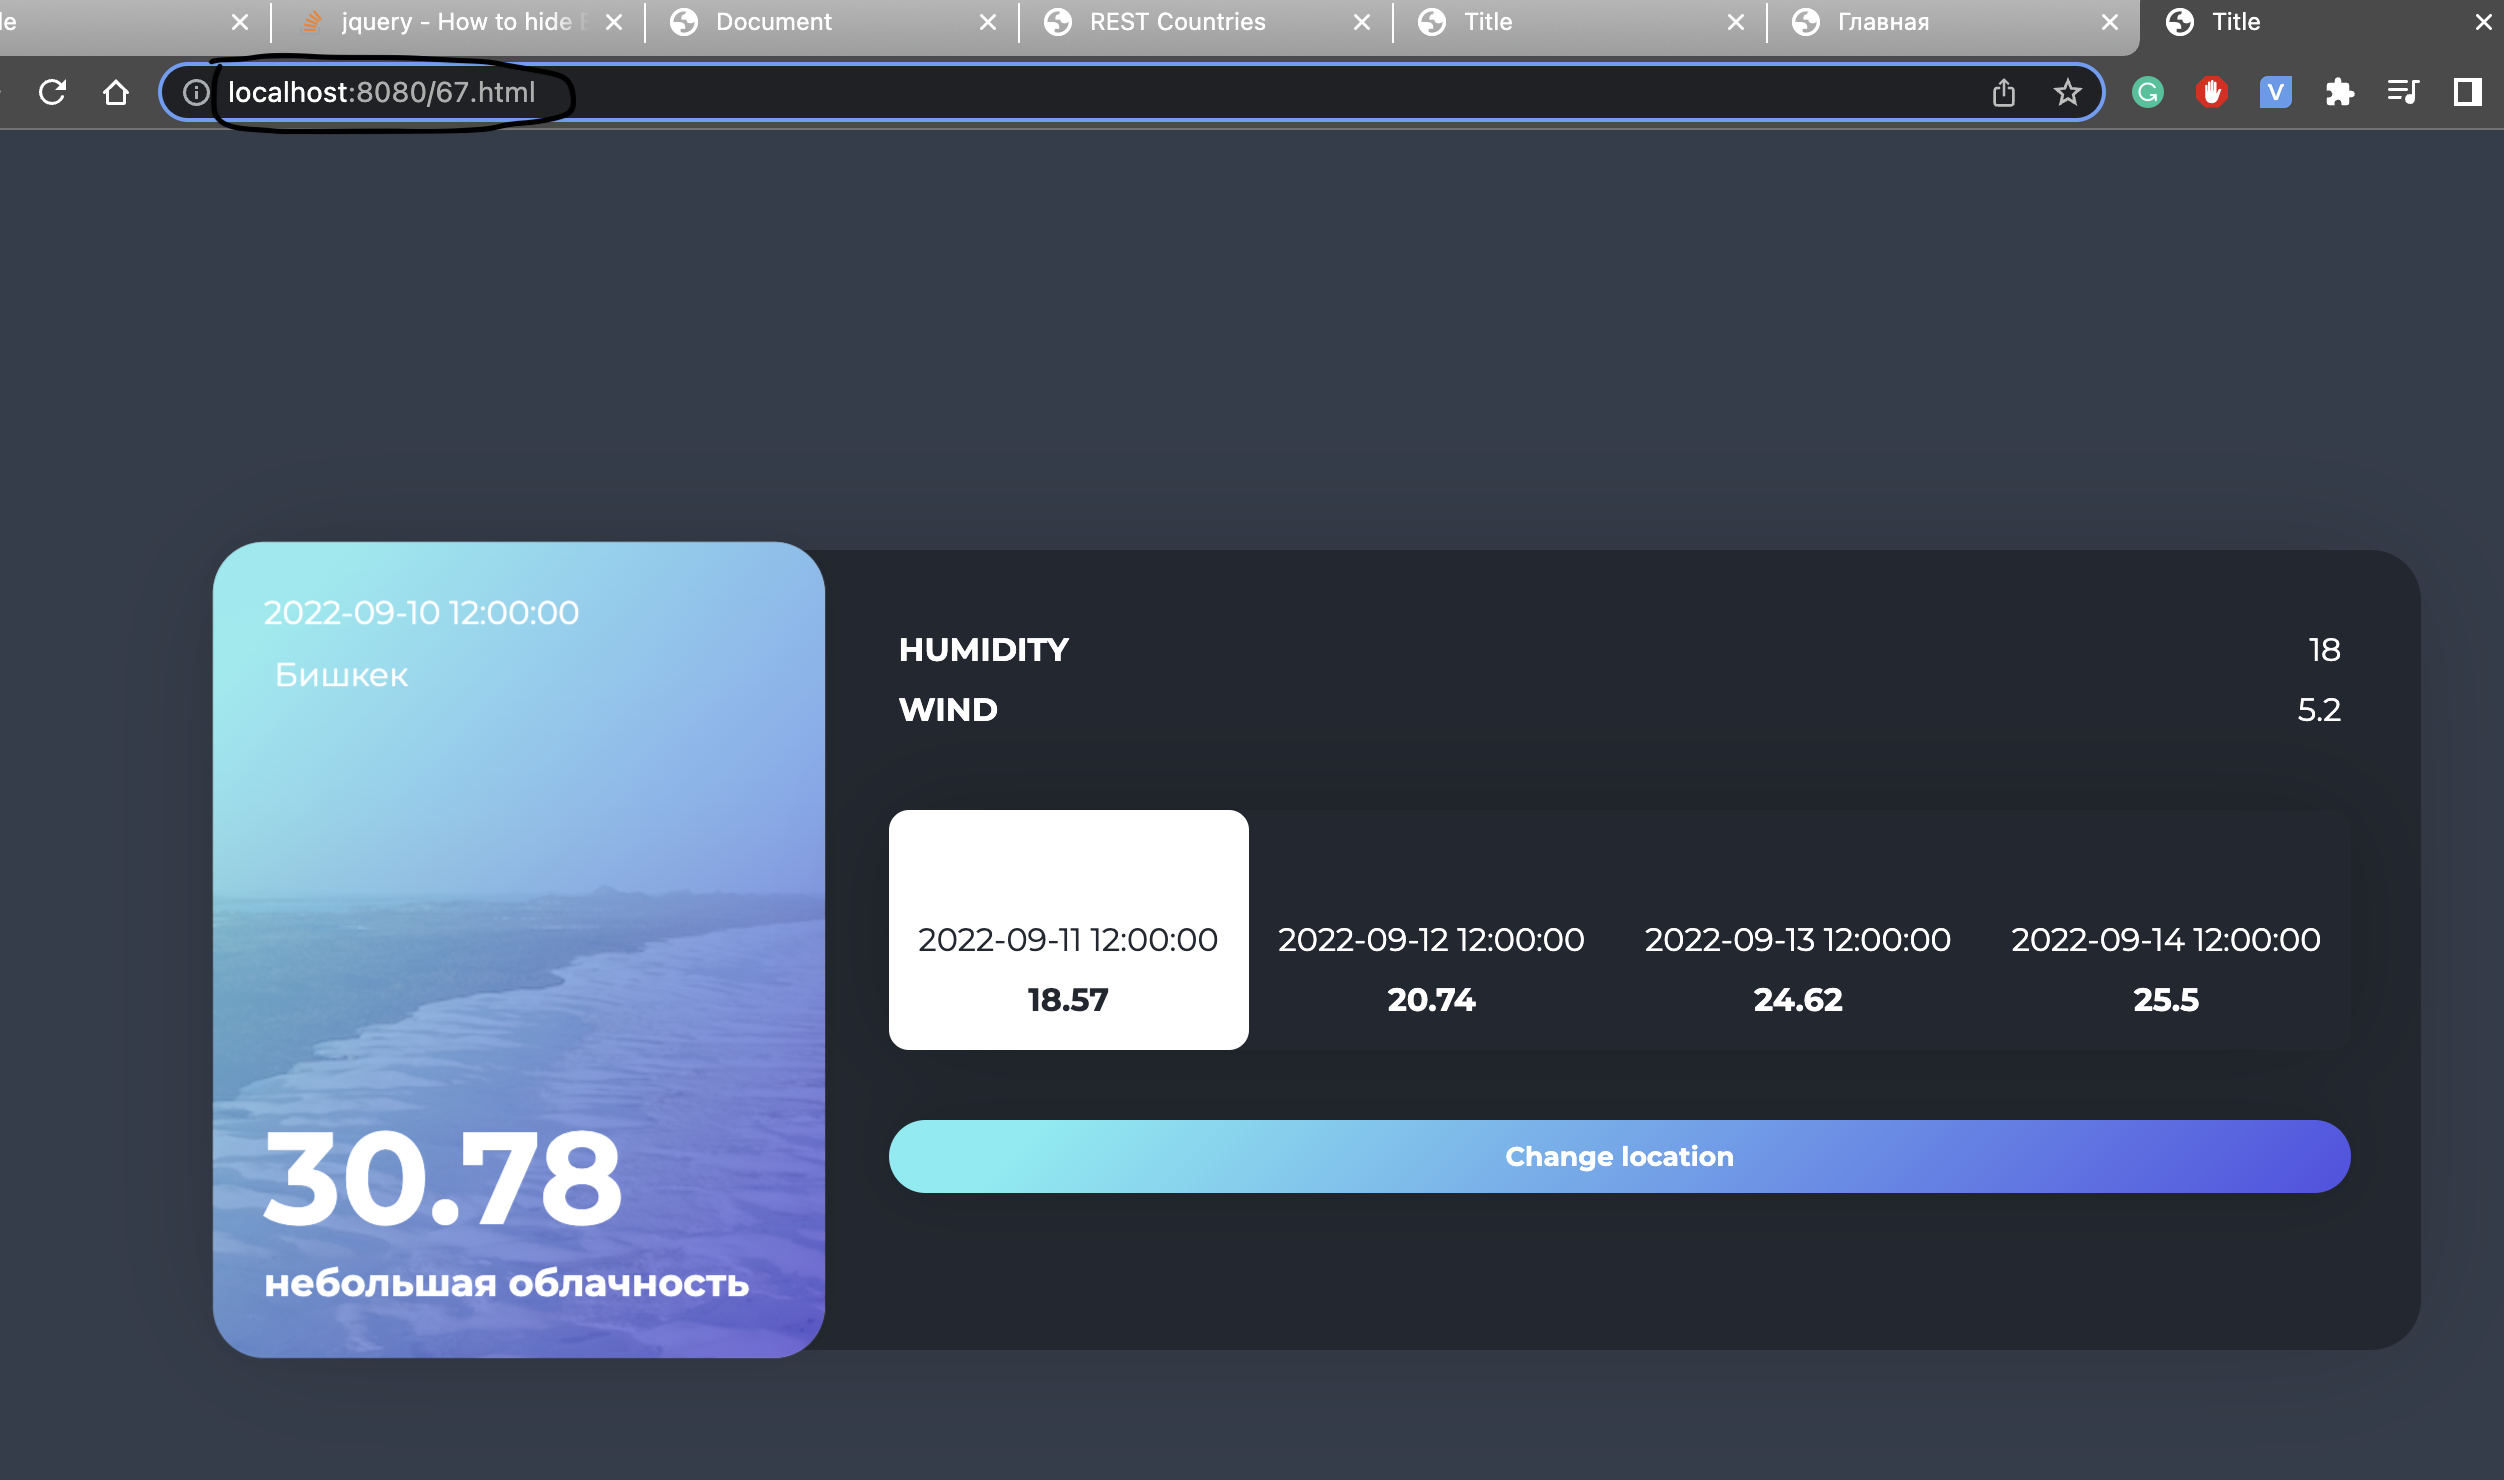 le
jquery - How to hide
Document
REST Countries
Title
Главная
Title
localhost:8080/67.html
V
2022-09-10 12:00:00
Бишкек
30.78
небольшая облачность
HUMIDITY 18
WIND 5.2
2022-09-11 12:00:00
18.57
2022-09-12 12:00:00
20.74
2022-09-13 12:00:00
24.62
2022-09-14 12:00:00
25.5
Change location